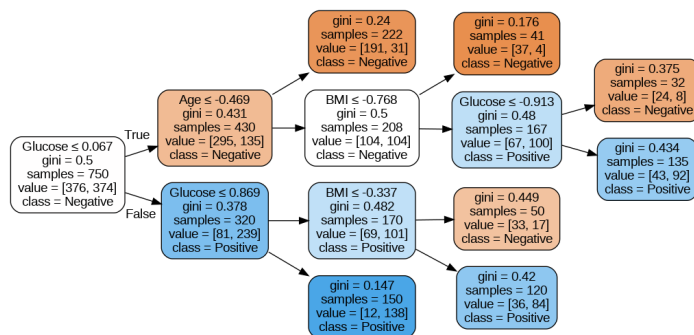 Glucose ≤ 0.067
gini = 0.5
samples = 750
value = [376, 374]
class = Negative
True
False
Age ≤ -0.469
gini = 0.431
samples = 430
value = [295, 135]
class = Negative
Glucose ≤ 0.869
gini = 0.378
samples = 320
value = [81, 239]
class = Positive
gini = 0.24
samples = 222
value = [191, 31]
class = Negative
BMI ≤ -0.768
gini = 0.5
samples = 208
value = [104, 104]
class = Negative
BMI ≤ -0.337
gini = 0.482
samples = 170
value = [69, 101]
class = Positive
gini = 0.147
samples = 150
value = [12, 138]
class = Positive
gini = 0.176
samples = 41
value = [37, 4]
class = Negative
Glucose ≤ -0.913
gini = 0.48
samples = 167
value = [67, 100]
class = Positive
gini = 0.449
samples = 50
value = [33, 17]
class = Negative
gini = 0.42
samples = 120
value = [36, 84]
class = Positive
gini = 0.375
samples = 32
value = [24, 8]
class = Negative
gini = 0.434
samples = 135
value = [43, 92]
class = Positive